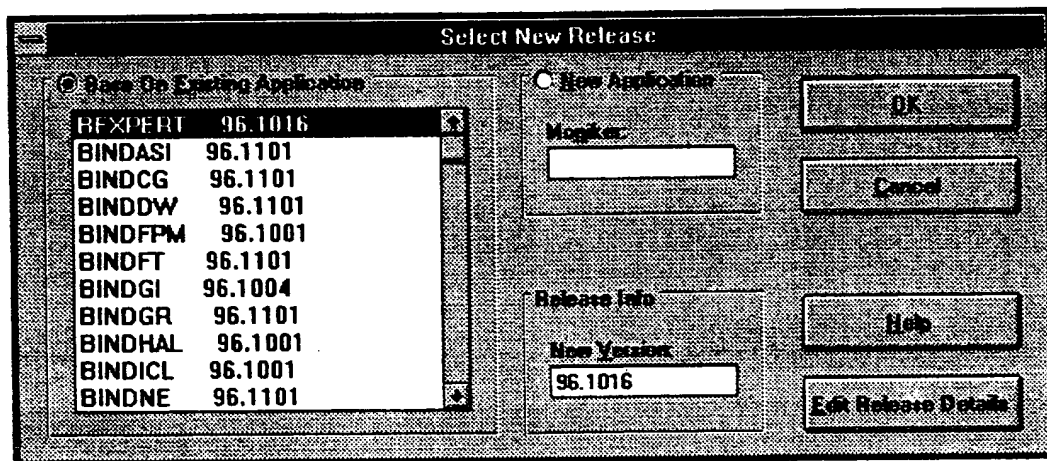 Select New Release
Base On Existing Application
BFXPERT 96.1016
BINDASI 96.1101
BINDCG 96.1101
BINDDW 96.1101
BINDFPM 96.1001
BINDFT 96.1101
BINDGI 96.1004
BINDGR 96.1101
BINDHAL 96.1001
BINDICL 96.1001
BINDNE 96.1101
New Application
Release Info
New Version:
96.1016
OK
Cancel
Help
Edit Release Details